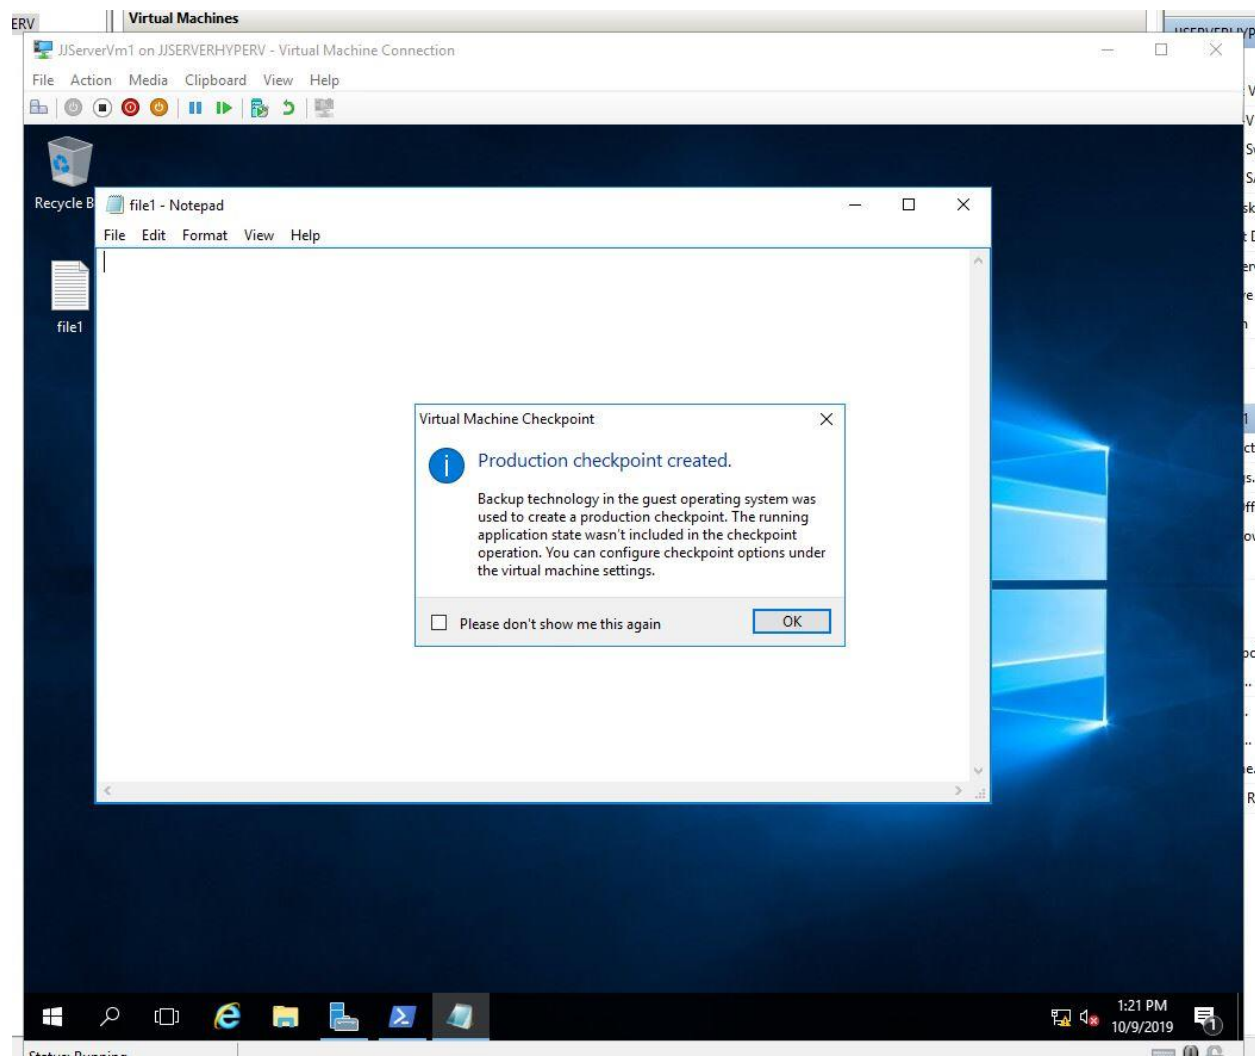 ERV
Virtual Machines
JJServerVm1 on JJSERVERHYPERV - Virtual Machine Connection
File Action Media Clipboard View Help
Recycle B
file1 - Notepad
File Edit Format View Help
file1
Virtual Machine Checkpoint
Production checkpoint created.
Backup technology in the guest operating system was
used to create a production checkpoint. The running
application state wasn't included in the checkpoint
operation. You can configure checkpoint options under
the virtual machine settings.
Please don't show me this again
OK
1:21 PM
10/9/2019
1
Status: Running